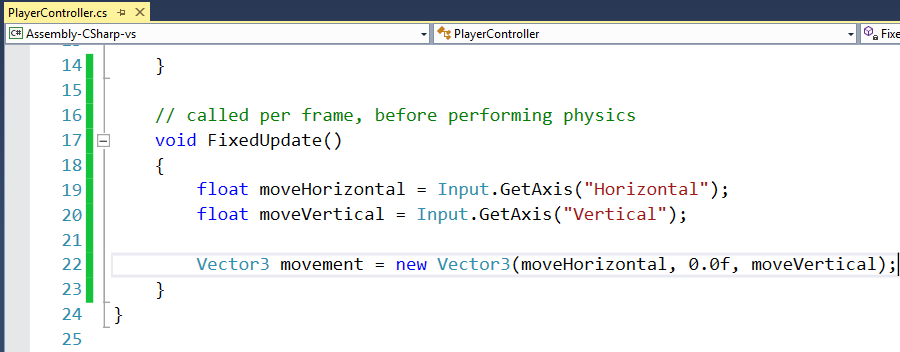 PlayerController.cs
Assembly-CSharp-vs PlayerController Fixe
14 }
15
16 // called per frame, before performing physics
17 void FixedUpdate()
18 {
19 float moveHorizontal = Input.GetAxis("Horizontal");
20 float moveVertical = Input.GetAxis("Vertical");
21
22 Vector3 movement = new Vector3(moveHorizontal, 0.0f, moveVertical);
23 }
24 }
25